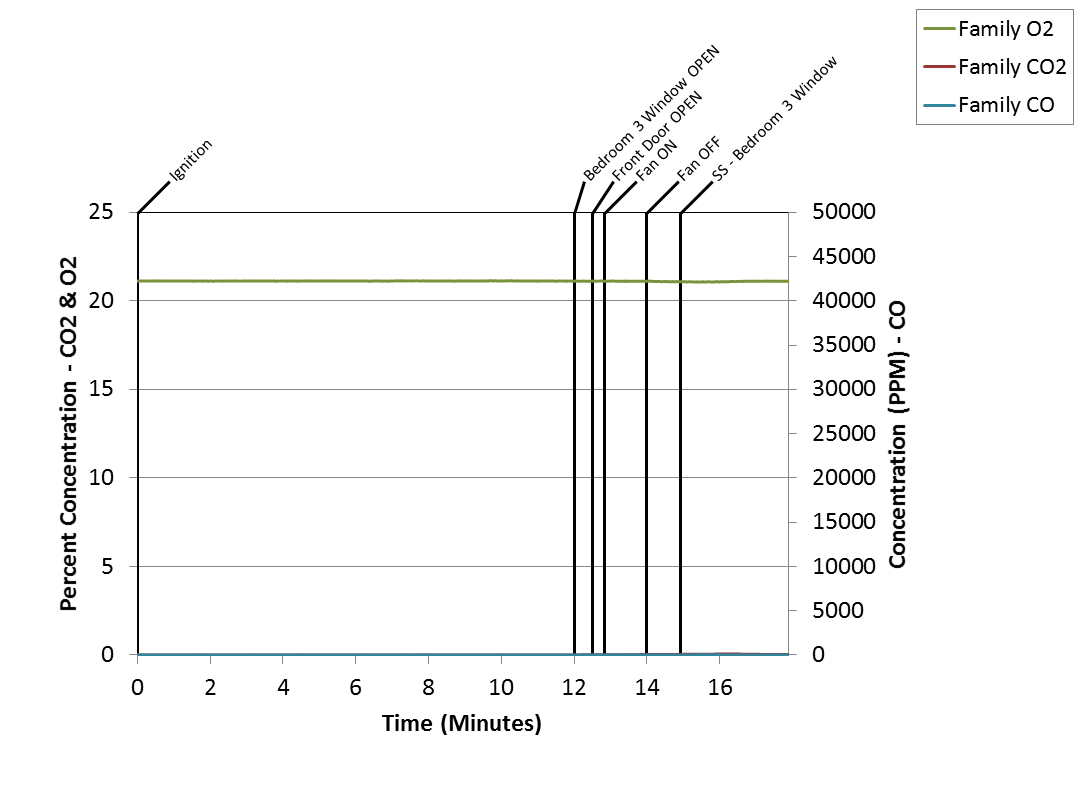 Family O2
Family CO2
Family CO
Ignition
Bedroom 3 Window OPEN
Front Door OPEN
Fan ON
Fan OFF
SS - Bedroom 3 Window
Percent Concentration - CO2 & O2
25
20
15
10
5
0
50000
45000
40000
35000
30000
25000
20000
15000
10000
5000
0
Concentration (PPM) - CO
0 2 4 6 8 10 12 14 16
Time (Minutes)